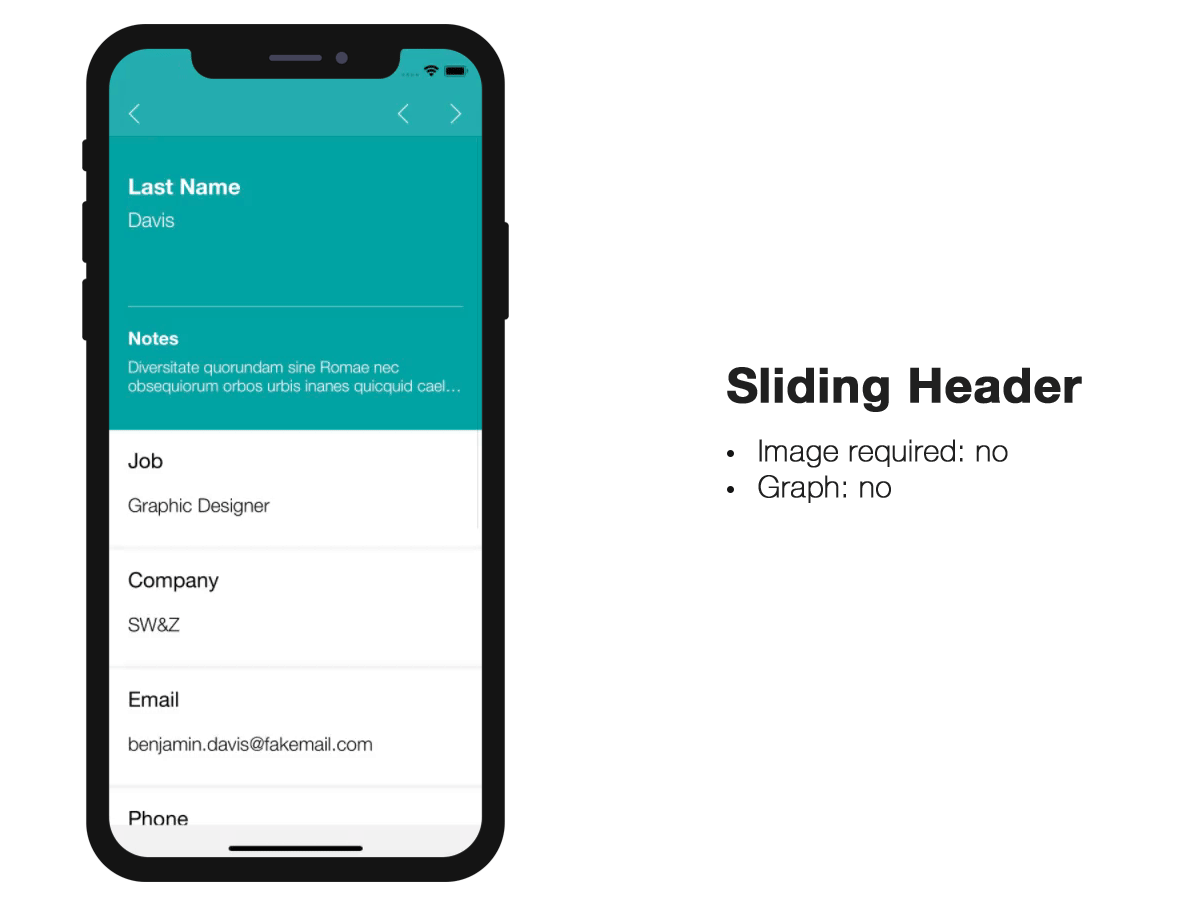 Last Name
Davis
Notes
Diversitate quorundam sine Romae nec
obsequiorum orbos urbis inanes quicquid cael...
Job
Graphic Designer
Company
SW&Z
Email
benjamin.davis@fakemail.com
Phone
Sliding Header
• Image required: no
• Graph: no